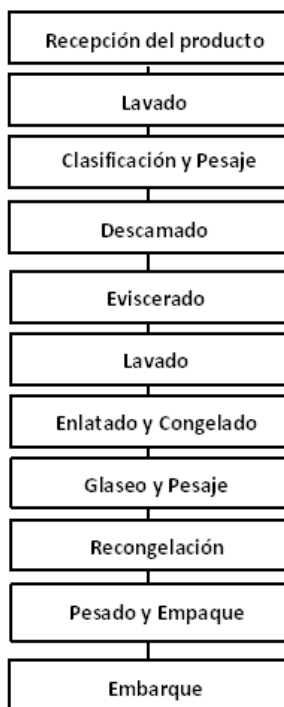 Recepción del producto
Lavado
Clasificación y Pesaje
Descamado
Eviscerado
Lavado
Enlatado y Congelado
Glaseo y Pesaje
Recongelación
Pesado y Empaque
Embarque